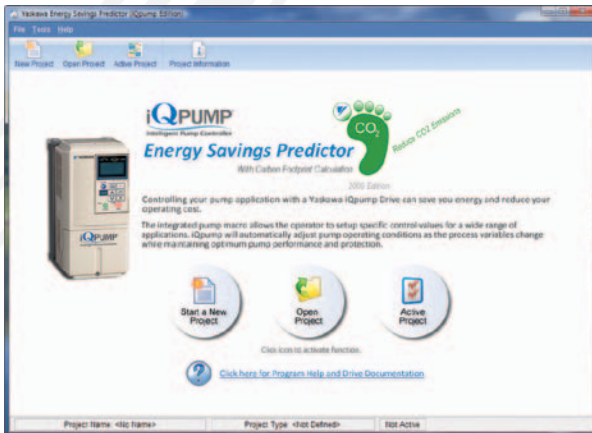 Yaskawa Energy Savings Predictor (iQpump Edition)
File Tools Help
New Project Open Project Active Project Project Information
iQPUMP
Intelligent Pump Controller
CO2
Reduce CO2 Emissions
Energy Savings Predictor
With Carbon Footprint Calculation
Edition
Controlling your pump application with a Yaskawa iQpump Drive can save you energy and reduce your
operating cost.
The integrated pump macro allows the operator to setup specific control values for a wide range of
applications. iQpump will automatically adjust pump operating conditions as the process variables change
while maintaining optimum pump performance and protection.
iQPUMP
Start a New
Project
Open
Project
Active
Project
Click icon to activate function.
Click here for Program Help and Drive Documentation
Project Name: <No Name> Project Type: <Not Defined> Not Active